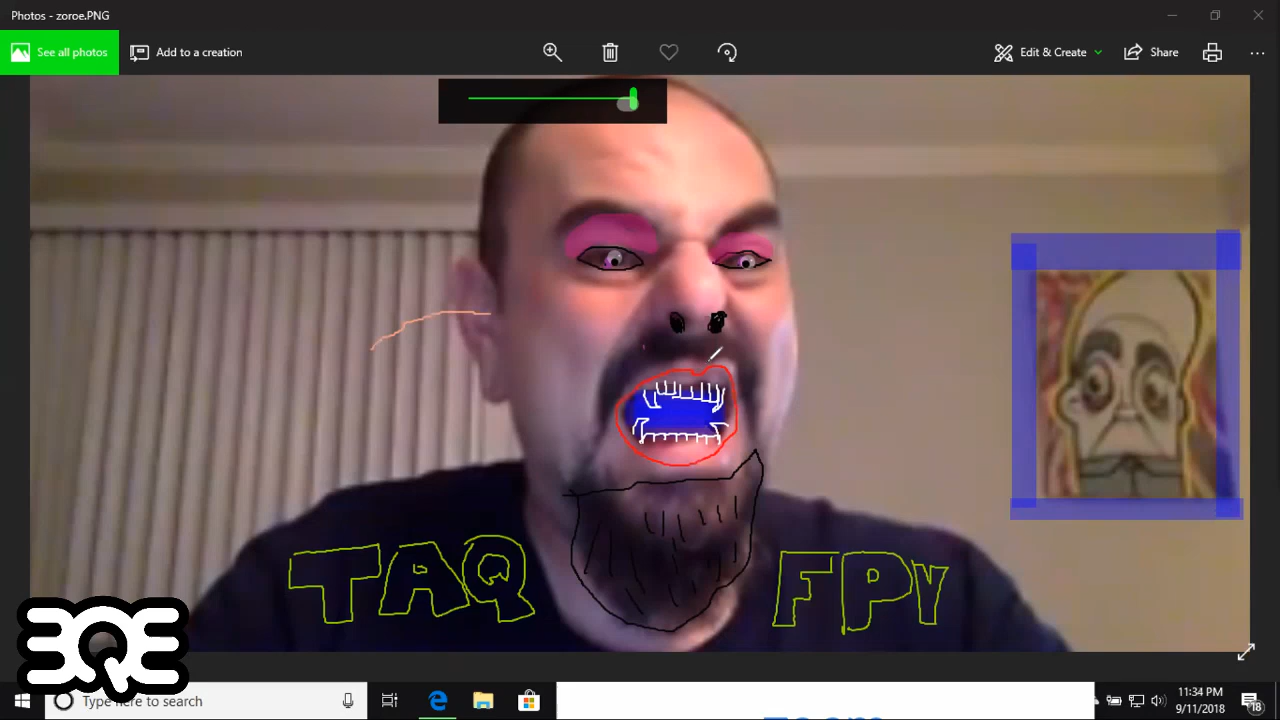 Photos - zoroe.PNG
See all photos
Add to a creation
Edit & Create
Share
TAQ FPY
Type here to search
11:34 PM
9/11/2018
18